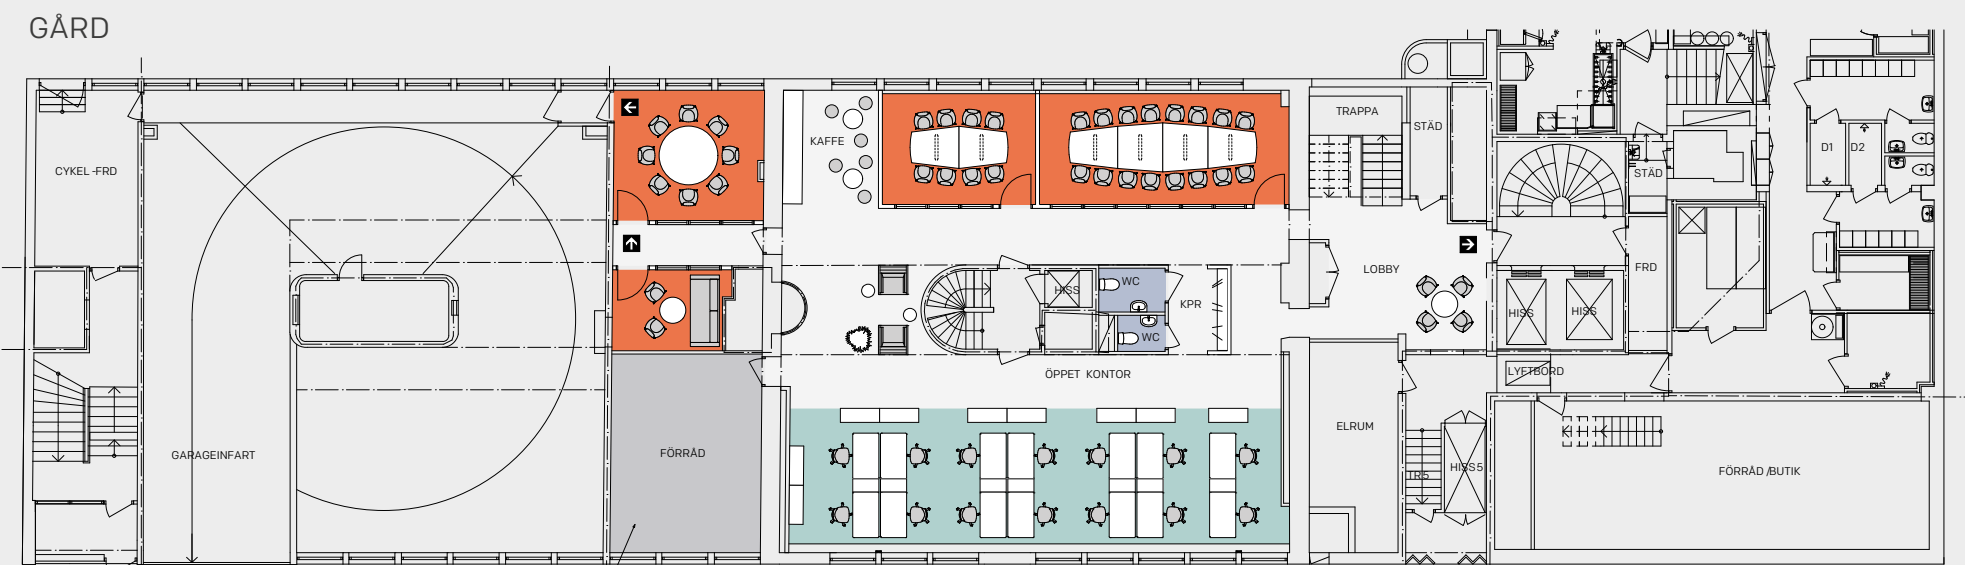 GÅRD
TRAPPA
STÄD
KAFFE
D1
D2
CYKEL -FRD
STÄD
LOBBY
FRD
WC
HISS
KPR
HISS
HISS
WC
ÖPPET KONTOR
LYFTBORD
ELRUM
GARAGEINFART
FÖRRÅD
HISS5
TR5
FÖRRÅD /BUTIK